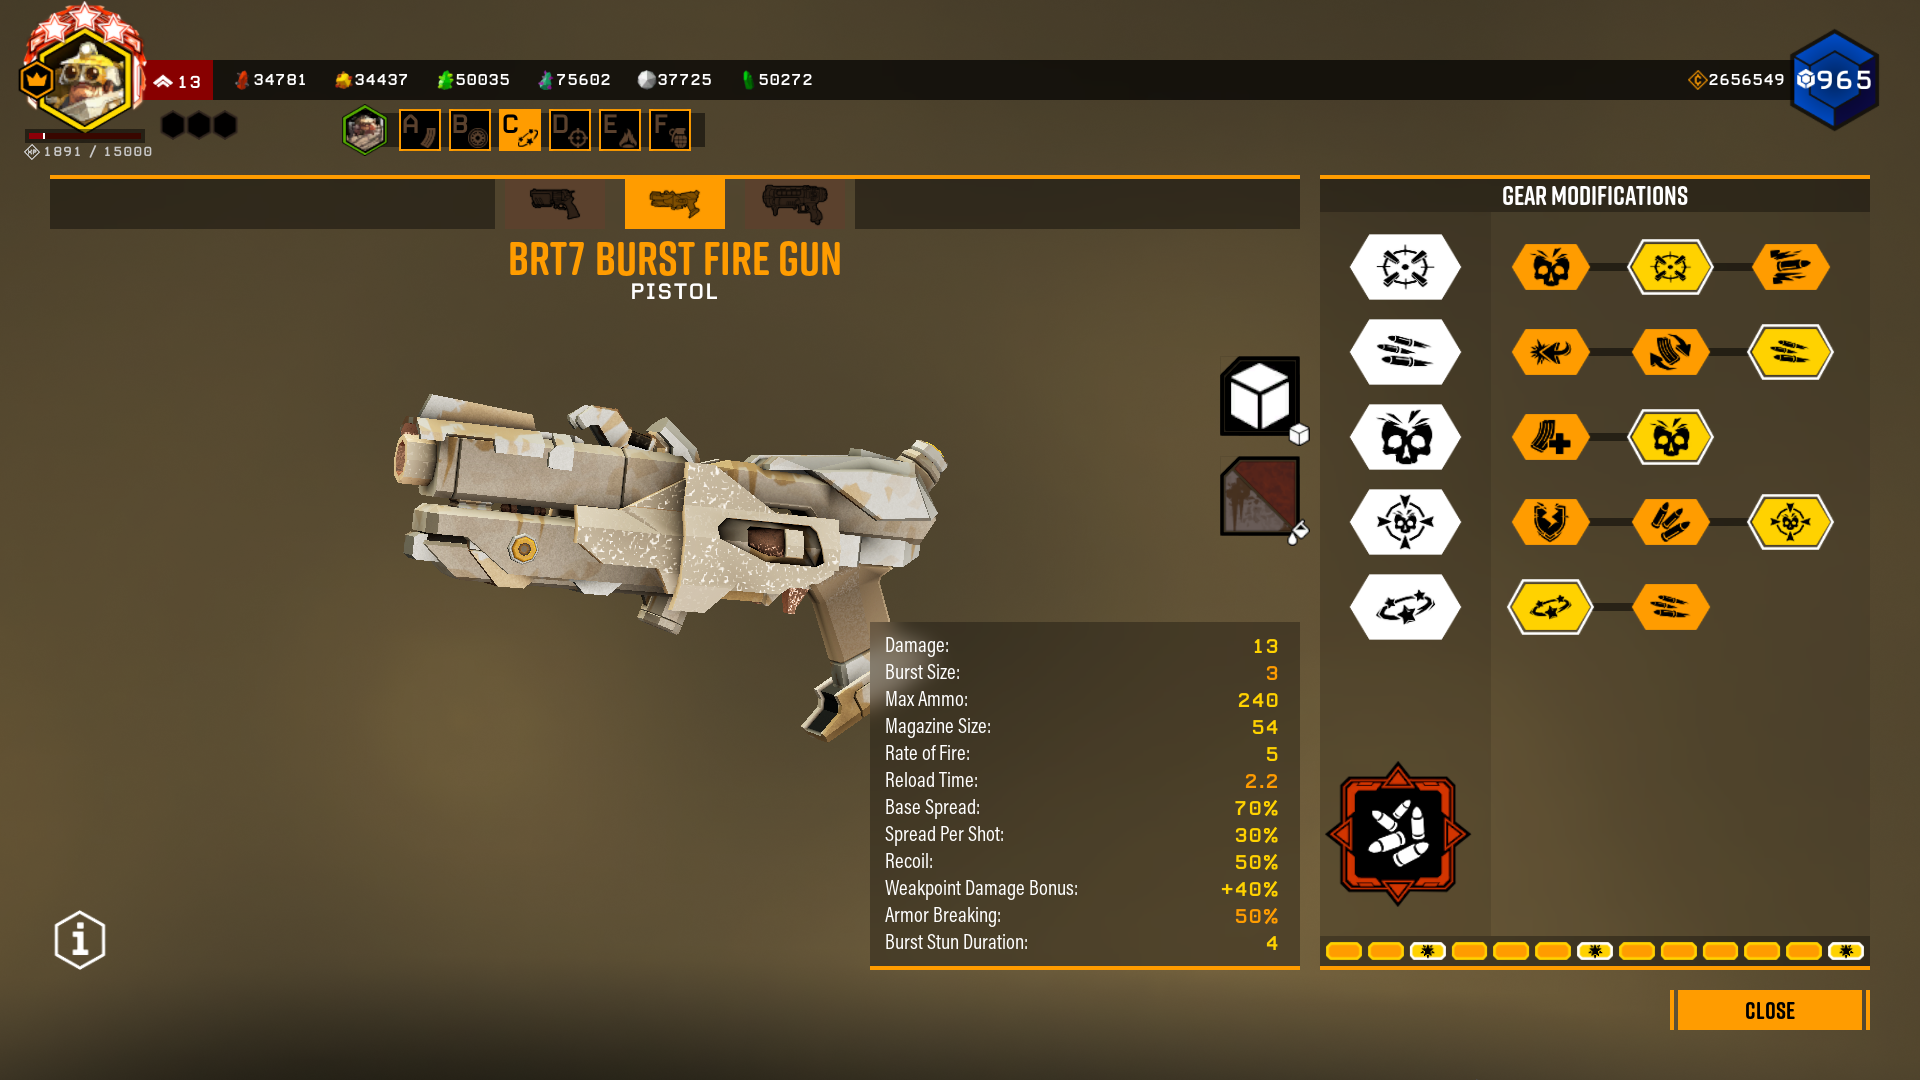 13
34781
34437
50035
75602
37725
50272
2656549
965
1891 / 15000
A
B
C
D
E
F
BRT7 BURST FIRE GUN
PISTOL
GEAR MODIFICATIONS
Damage: 13
Burst Size: 3
Max Ammo: 240
Magazine Size: 54
Rate of Fire: 5
Reload Time: 2.2
Base Spread: 70%
Spread Per Shot: 30%
Recoil: 50%
Weakpoint Damage Bonus: +40%
Armor Breaking: 50%
Burst Stun Duration: 4
CLOSE